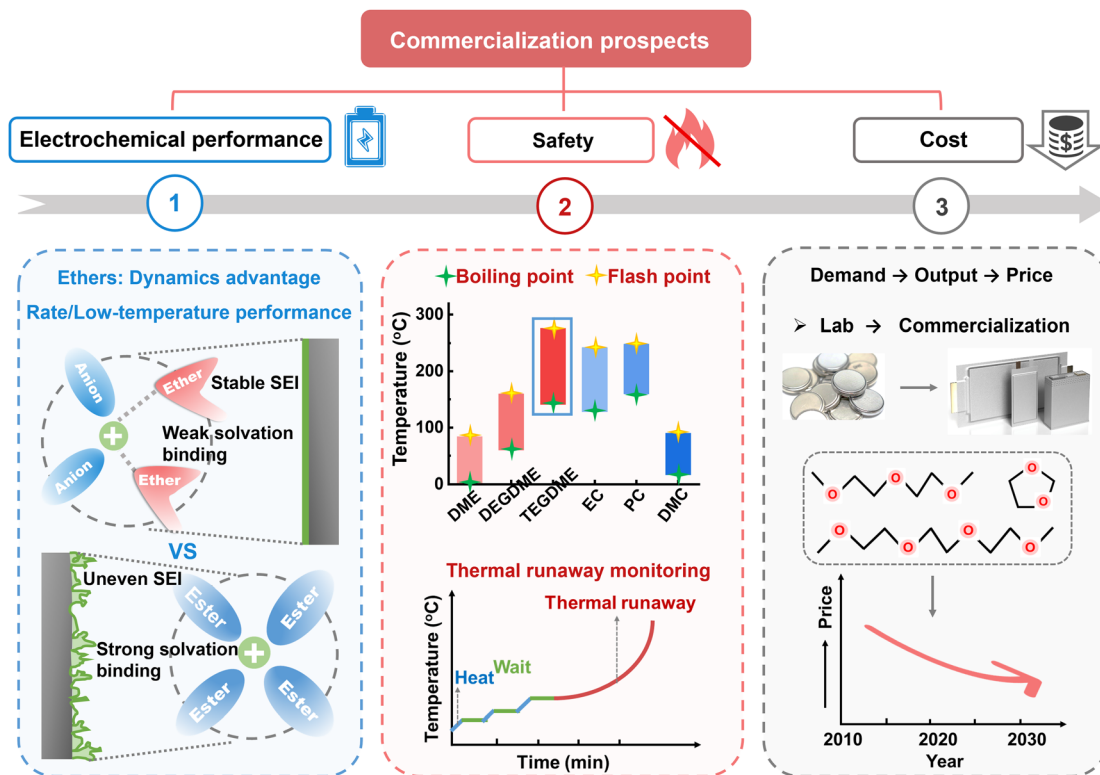 Commercialization prospects
Electrochemical performance
Safety
Cost
$
1
2
3
Ethers: Dynamics advantage
Rate/Low-temperature performance
Anion
Ether
Stable SEI
Weak solvation
binding
+
Anion
Ether
VS
Uneven SEI
Ester
Ester
Strong solvation
binding
+
Ester
Ester
Boiling point
Flash point
Temperature (°C)
300
200
100
0
DME
DEGDME
TEGDME
EC
PC
DMC
Thermal runaway monitoring
Thermal runaway
Temperature (°C)
Heat
Wait
Time (min)
Demand → Output → Price
➢ Lab → Commercialization
O
O
O
O
O
O
O
O
O
→ Price
2010
2020
2030
Year